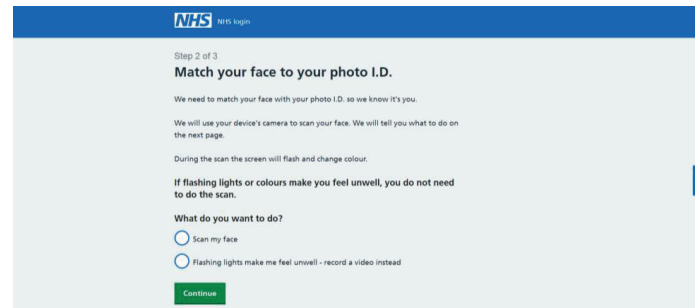 NHS NHS login
Step 2 of 3
Match your face to your photo I.D.
We need to match your face with your photo I.D. so we know it's you.
We will use your device's camera to scan your face. We will tell you what to do on
the next page.
During the scan the screen will flash and change colour.
If flashing lights or colours make you feel unwell, you do not need
to do the scan.
What do you want to do?
Scan my face
Flashing lights make me feel unwell - record a video instead
Continue